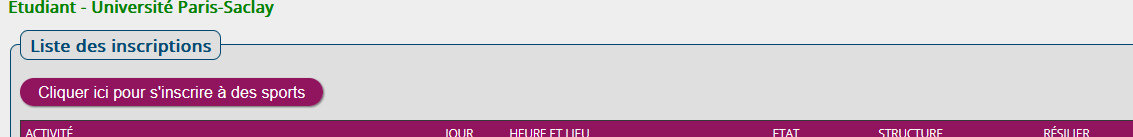 Etudiant - Université Paris-Saclay
Liste des inscriptions
Cliquer ici pour s'inscrire à des sports
ACTIVITÉ JOUR HEURE ET LIEU ETAT STRUCTURE RÉSILIER